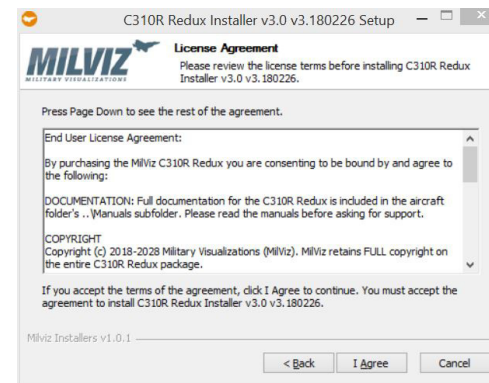 C310R Redux Installer v3.0 v3.180226 Setup
MILVIZ
MILITARY VISUALIZATIONS
License Agreement
Please review the license terms before installing C310R Redux
Installer v3.0 v3.180226.
Press Page Down to see the rest of the agreement.
End User License Agreement:
By purchasing the MilViz C310R Redux you are consenting to be bound by and agree to
the following:
DOCUMENTATION: Full documentation for the C310R Redux is included in the aircraft
folder's ..\Manuals subfolder. Please read the manuals before asking for support.
COPYRIGHT
Copyright (c) 2018-2028 Military Visualizations (MilViz). MilViz retains FULL copyright on
the entire C310R Redux package.
If you accept the terms of the agreement, click I Agree to continue. You must accept the
agreement to install C310R Redux Installer v3.0 v3.180226.
Milviz Installers v1.0.1
< Back I Agree Cancel